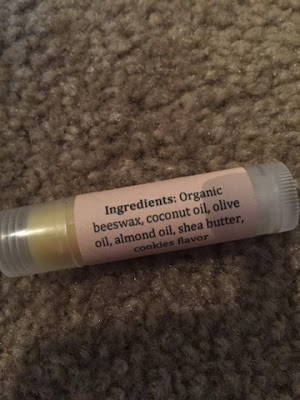 Ingredients: Organic
beeswax, coconut oil, olive
oil, almond oil, shea butter,
cookies flavor